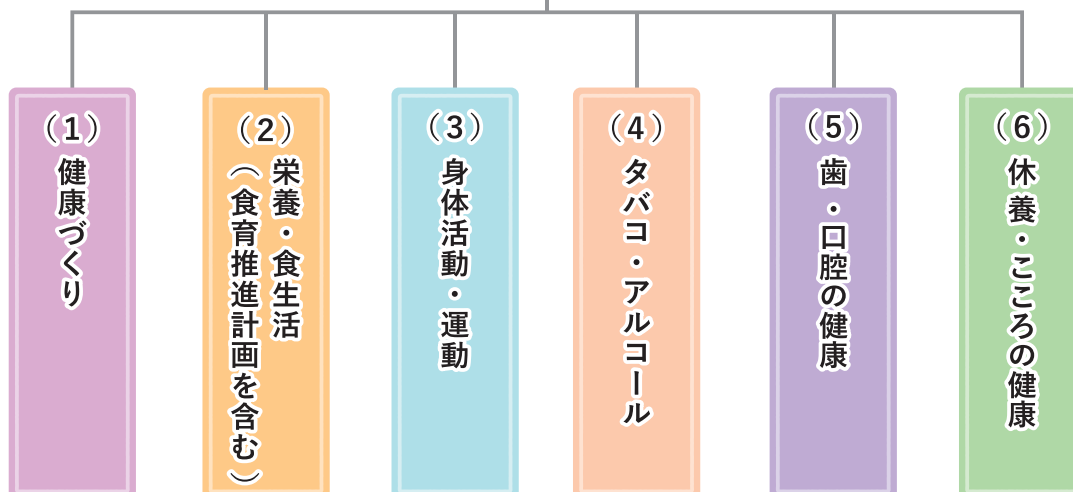 （1）
健康づくり
（2）
栄養・食生活
（食育推進計画を含む）
（3）
身体活動・運動
（4）
タバコ・アルコール
（5）
歯・口腔の健康
（6）
休養・こころの健康